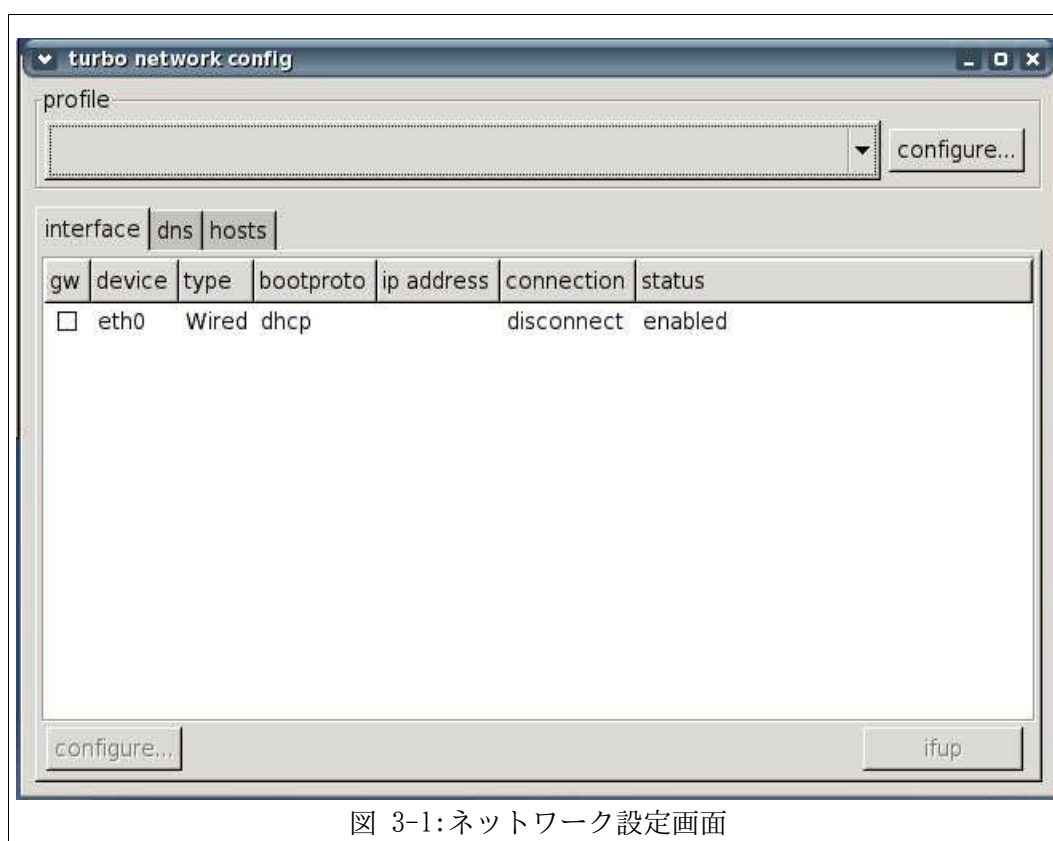 turbo network config
profile
configure...
interface dns hosts
gw device type bootproto ip address connection status
eth0 Wired dhcp disconnect enabled
configure... ifup
図 3-1:ネットワーク設定画面